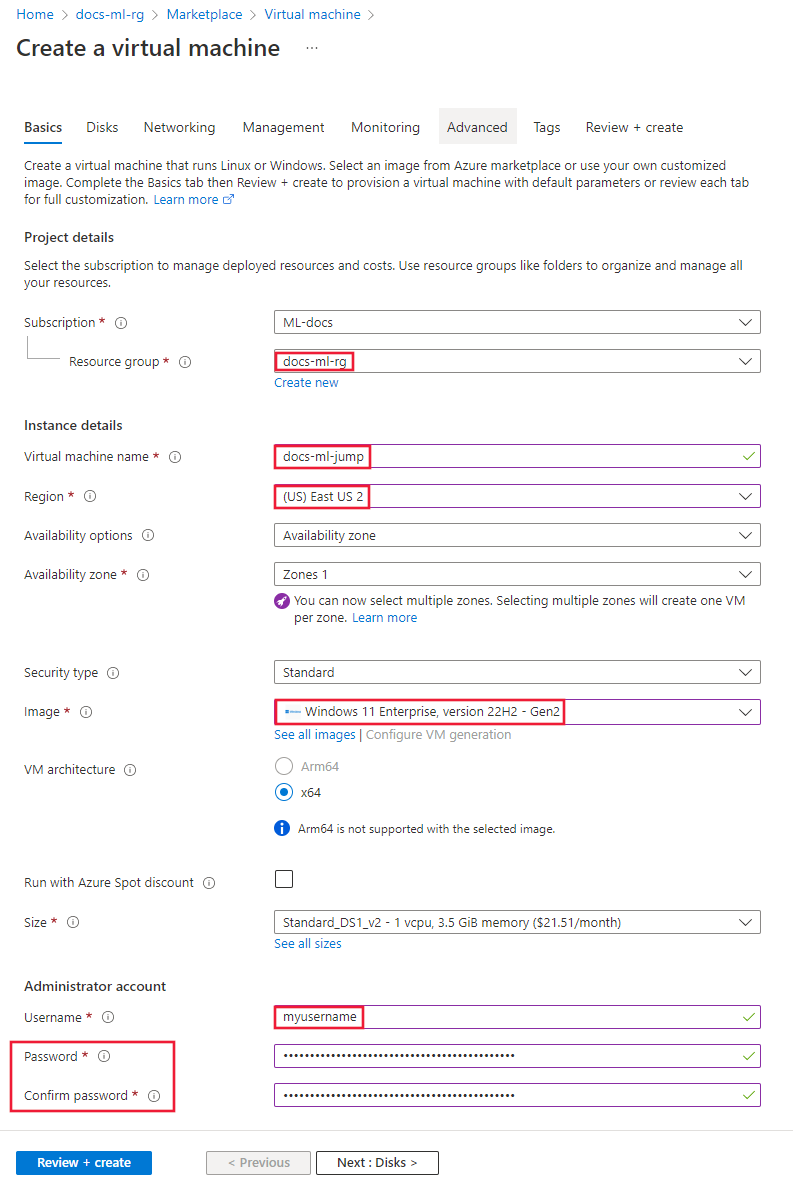 Home > docs-ml-rg > Marketplace > Virtual machine >
Create a virtual machine ...
Basics Disks Networking Management Monitoring Advanced Tags Review + create
Create a virtual machine that runs Linux or Windows. Select an image from Azure marketplace or use your own customized
image. Complete the Basics tab then Review + create to provision a virtual machine with default parameters or review each tab
for full customization. Learn more
Project details
Select the subscription to manage deployed resources and costs. Use resource groups like folders to organize and manage all
your resources.
Subscription * ML-docs
Resource group * docs-ml-rg
Create new
Instance details
Virtual machine name * docs-ml-jump
Region * (US) East US 2
Availability options Availability zone
Availability zone * Zones 1
You can now select multiple zones. Selecting multiple zones will create one VM
per zone. Learn more
Security type Standard
Image * Windows 11 Enterprise, version 22H2 - Gen2
See all images | Configure VM generation
VM architecture Arm64
x64
Arm64 is not supported with the selected image.
Run with Azure Spot discount
Size * Standard_DS1_v2 - 1 vcpu, 3.5 GiB memory ($21.51/month)
See all sizes
Administrator account
Username * myusername
Password *
Confirm password *
Review + create < Previous Next : Disks >